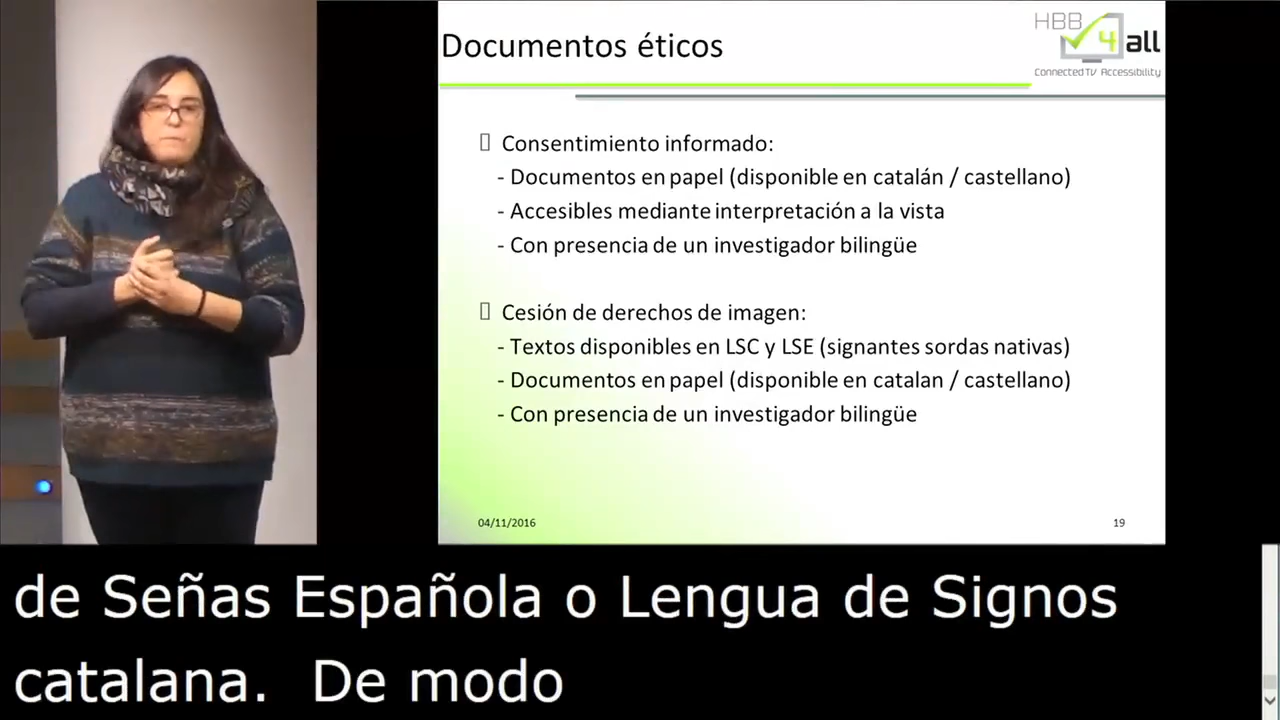 Documentos éticos
HBB
4 all
Connected TV Accessibility
Consentimiento informado:
- Documentos en papel (disponible en catalán / castellano)
- Accesibles mediante interpretación a la vista
- Con presencia de un investigador bilingüe
Cesión de derechos de imagen:
- Textos disponibles en LSC y LSE (signantes sordas nativas)
- Documentos en papel (disponible en catalan / castellano)
- Con presencia de un investigador bilingüe
04/11/2016
19
de Señas Española o Lengua de Signos
catalana. De modo